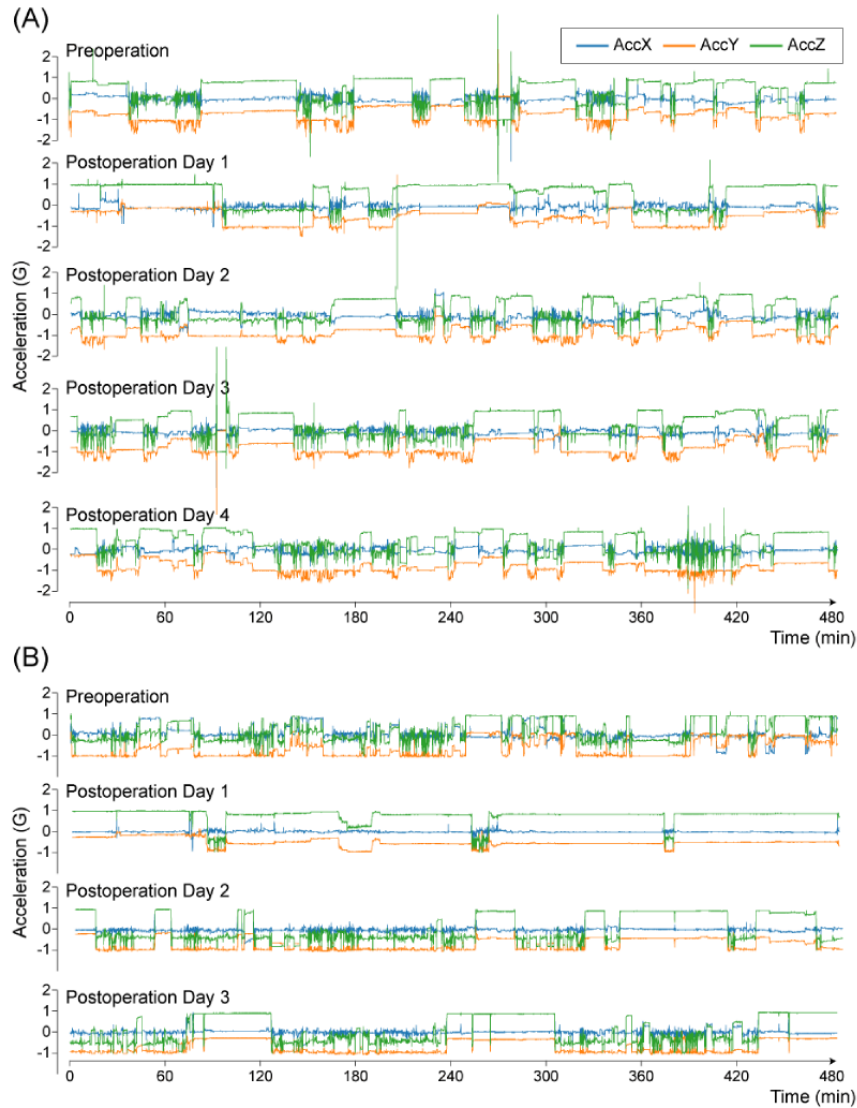 (A)
AccX AccY AccZ
Preoperation
2
1
0
-1
-2
Postoperation Day 1
2
1
0
-1
-2
Postoperation Day 2
2
1
0
-1
-2
Acceleration (G)
Postoperation Day 3
2
1
0
-1
-2
Postoperation Day 4
2
1
0
-1
-2
0 60 120 180 240 300 360 420 480
Time (min)
(B)
Preoperation
2
1
0
-1
Postoperation Day 1
2
1
0
-1
Acceleration (G)
Postoperation Day 2
2
1
0
-1
Postoperation Day 3
2
1
0
-1
0 60 120 180 240 300 360 420 480
Time (min)